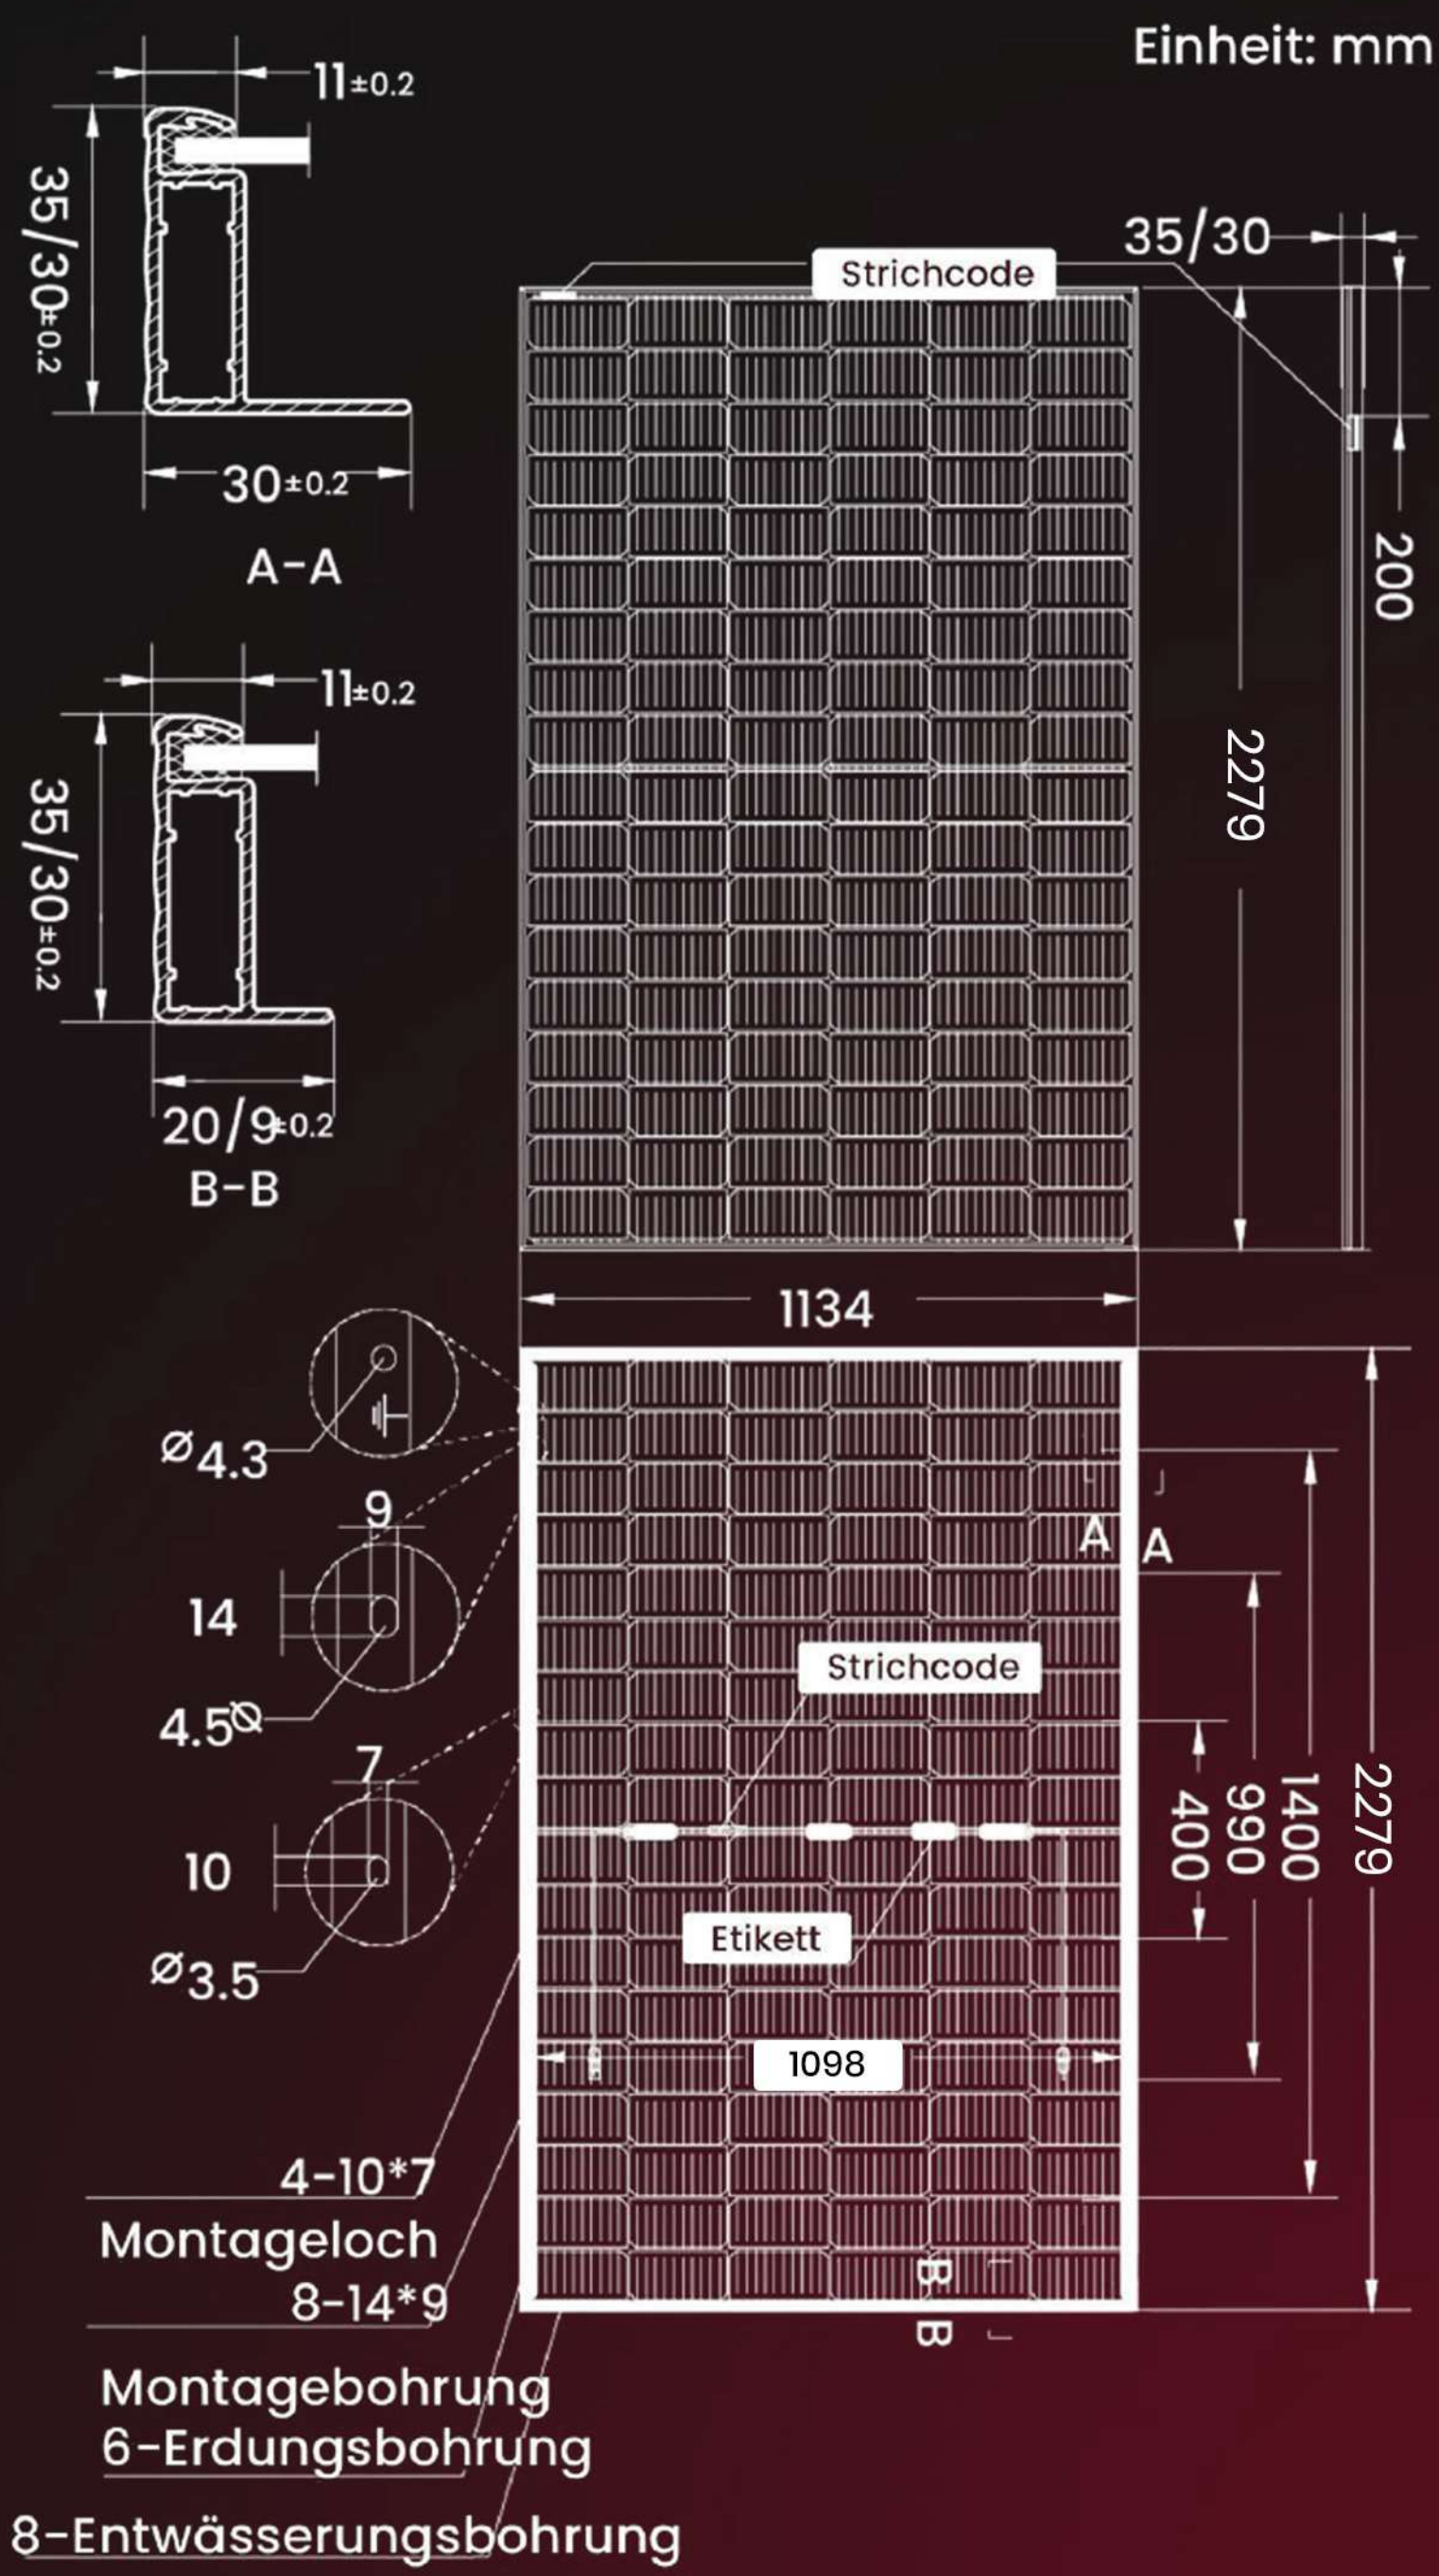 Einheit: mm
11±0.2
35/30±0.2
30±0.2
A-A
35/30
Strichcode
200
2279
11±0.2
35/30±0.2
20/9±0.2
B-B
1134
Ø4.3
9
14
4.5Ø
7
10
Ø3.5
A A
Strichcode
400
990
1400
2279
Etikett
1098
4-10*7
Montageloch
8-14*9
B
B
Montagebohrung
6-Erdungsbohrung
8-Entwässerungsbohrung